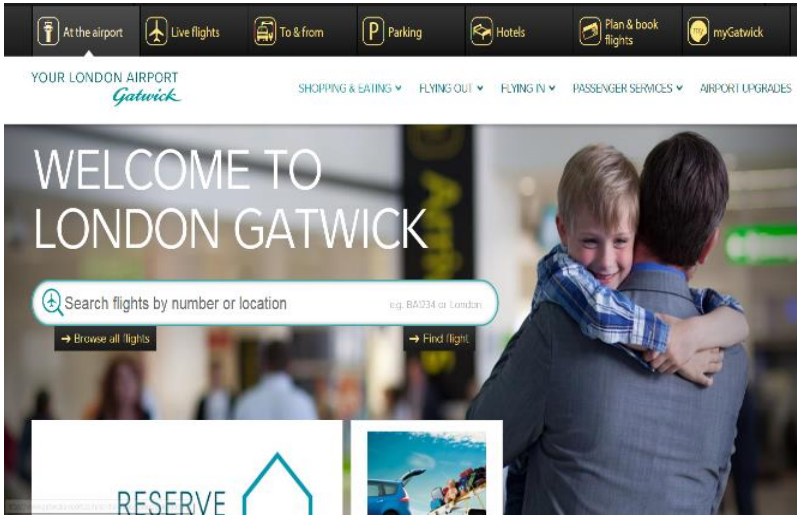 At the airport
Live flights
To & from
P Parking
Hotels
Plan & book
flights
my myGatwick
YOUR LONDON AIRPORT
Gatwick
SHOPPING & EATING
FLYING OUT
FLYING IN
PASSENGER SERVICES
AIRPORT UPGRADES
WELCOME TO
LONDON GATWICK
Search flights by number or location
e.g. BA1234 or London
→ Browse all flights
→ Find flight
RESERVE